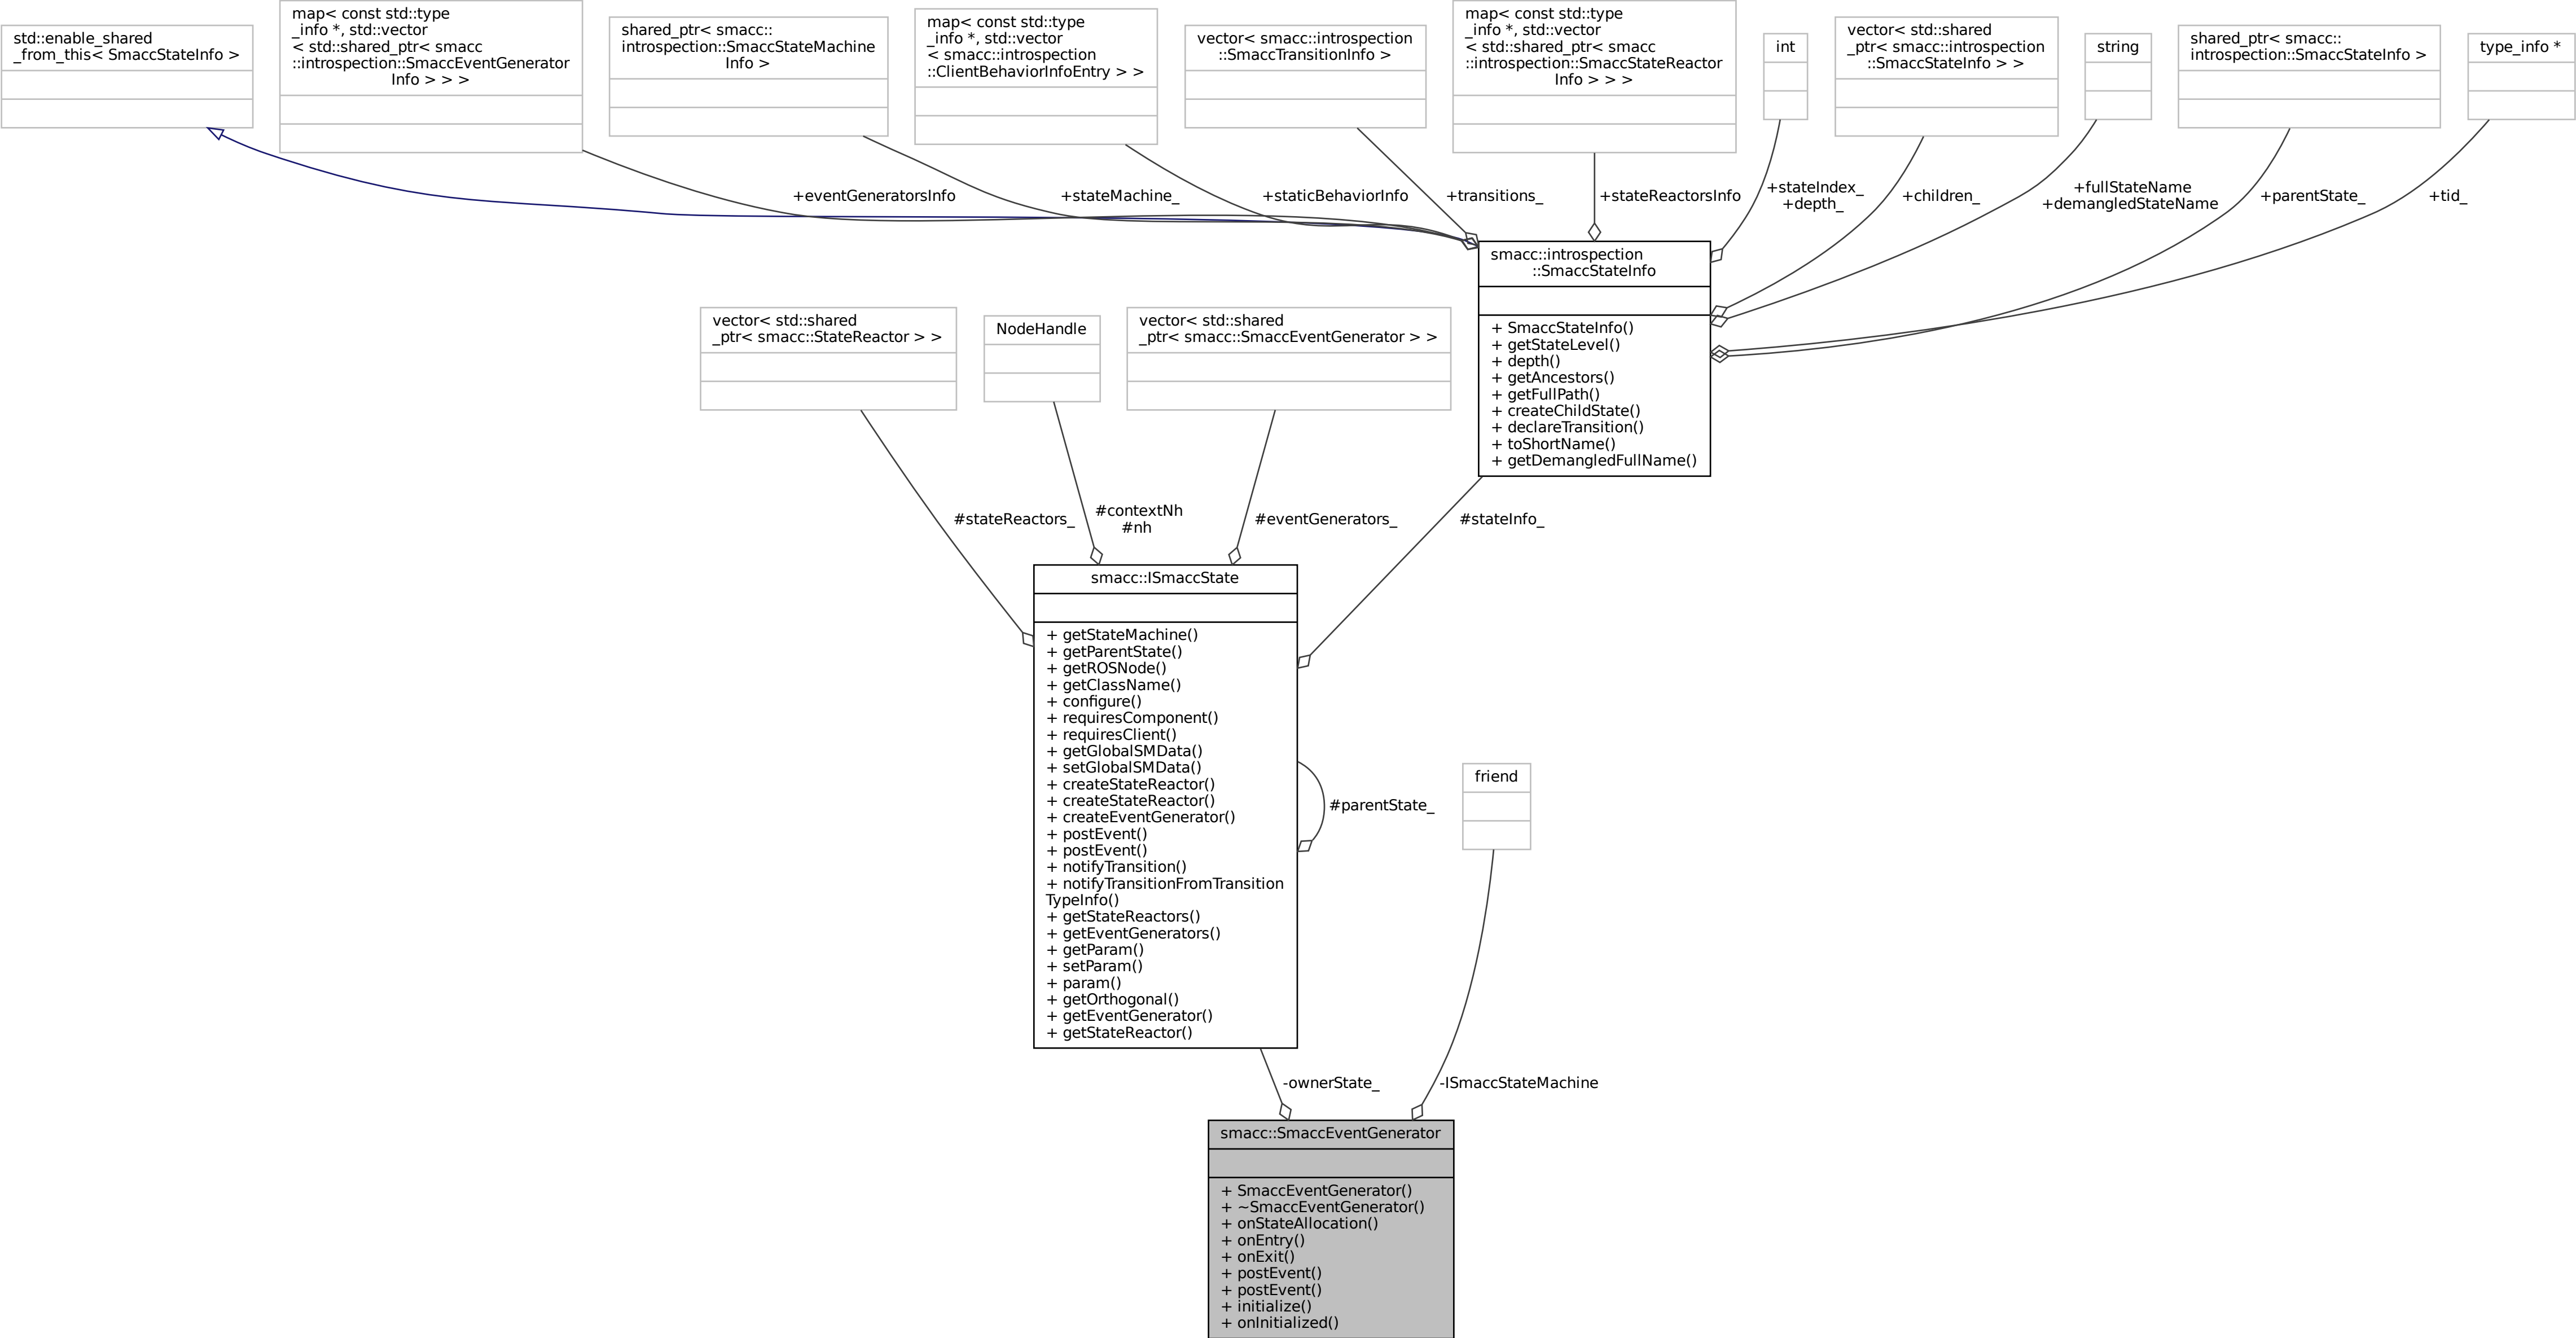 std::enable_shared
_from_this< SmaccStateInfo >
map< const std::type
_info *, std::vector
< std::shared_ptr< smacc
::introspection::SmaccEventGenerator
Info > > >
shared_ptr< smacc::
introspection::SmaccStateMachine
Info >
map< const std::type
_info *, std::vector
< smacc::introspection
::ClientBehaviorInfoEntry > >
vector< smacc::introspection
::SmaccTransitionInfo >
map< const std::type
_info *, std::vector
< std::shared_ptr< smacc
::introspection::SmaccStateReactor
Info > > >
int
vector< std::shared
_ptr< smacc::introspection
::SmaccStateInfo > >
string
shared_ptr< smacc::
introspection::SmaccStateInfo >
type_info *
+eventGeneratorsInfo
+stateMachine_
+staticBehaviorInfo
+transitions_
+stateReactorsInfo
+stateIndex_
+depth_
+children_
+fullStateName
+demangledStateName
+parentState_
+tid_
smacc::introspection
::SmaccStateInfo
+ SmaccStateInfo()
+ getStateLevel()
+ depth()
+ getAncestors()
+ getFullPath()
+ createChildState()
+ declareTransition()
+ toShortName()
+ getDemangledFullName()
vector< std::shared
_ptr< smacc::StateReactor > >
NodeHandle
vector< std::shared
_ptr< smacc::SmaccEventGenerator > >
#stateReactors_
#contextNh
#nh
#eventGenerators_
#stateInfo_
smacc::ISmaccState
+ getStateMachine()
+ getParentState()
+ getROSNode()
+ getClassName()
+ configure()
+ requiresComponent()
+ requiresClient()
+ getGlobalSMData()
+ setGlobalSMData()
+ createStateReactor()
+ createStateReactor()
+ createEventGenerator()
+ postEvent()
+ postEvent()
+ notifyTransition()
+ notifyTransitionFromTransition
TypeInfo()
+ getStateReactors()
+ getEventGenerators()
+ getParam()
+ setParam()
+ param()
+ getOrthogonal()
+ getEventGenerator()
+ getStateReactor()
#parentState_
friend
-ownerState_
-ISmaccStateMachine
smacc::SmaccEventGenerator
+ SmaccEventGenerator()
+ ~SmaccEventGenerator()
+ onStateAllocation()
+ onEntry()
+ onExit()
+ postEvent()
+ postEvent()
+ initialize()
+ onInitialized()